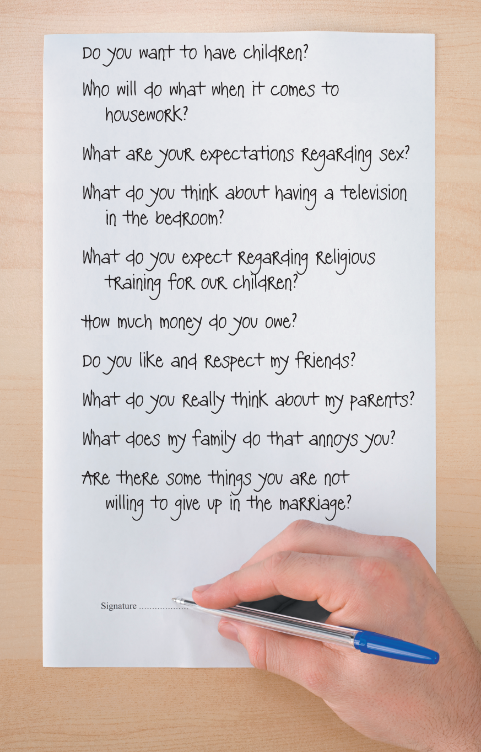 Do you want to have children?
Who will do what when it comes to
housework?
What are your expectations regarding sex?
What do you think about having a television
in the bedroom?
What do you expect regarding religious
training for our children?
How much money do you owe?
Do you like and respect my friends?
What do you really think about my parents?
What does my family do that annoys you?
Are there some things you are not
willing to give up in the marriage?
Signature ..................